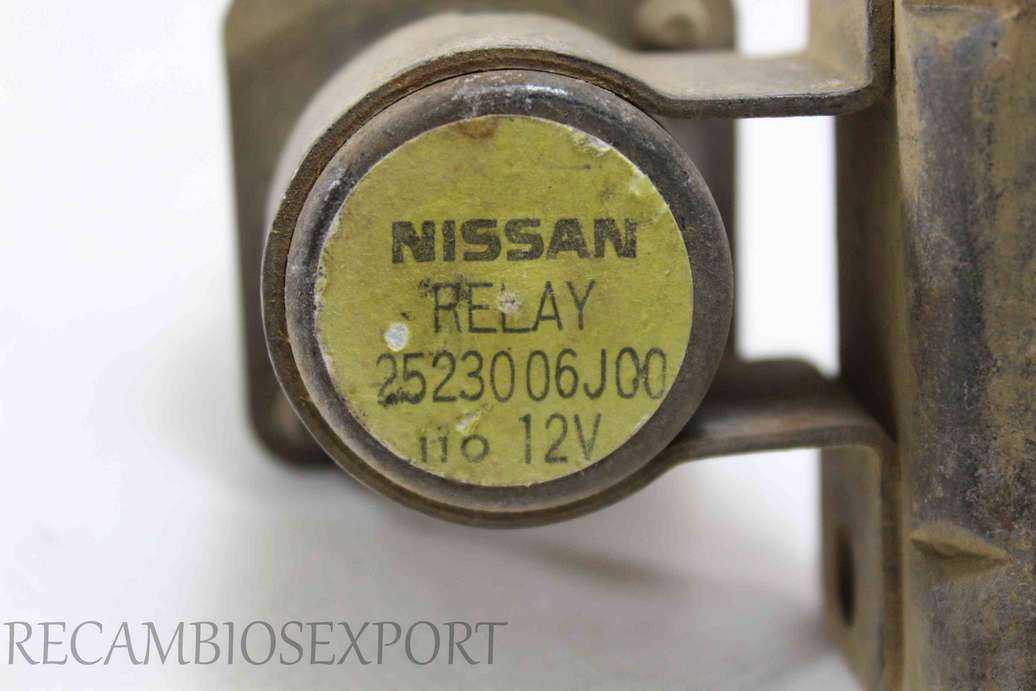 NISSAN
RELAY
2523006J00
12V
RECAMBIOSEXPORT